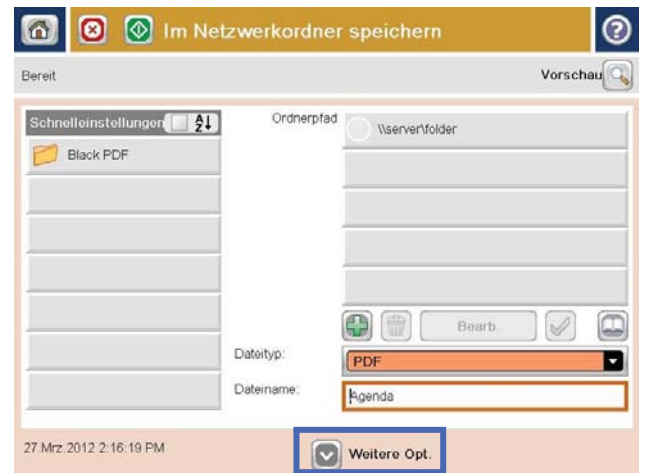 Im Netzwerkordner speichern
Bereit
Vorschau
Schnelleinstellungen
Ordnerpfad
\\server\folder
Black PDF
Bearb.
Dateityp:
PDF
Dateiname:
Agenda
27.Mrz.2012 2:16:19 PM
Weitere Opt.